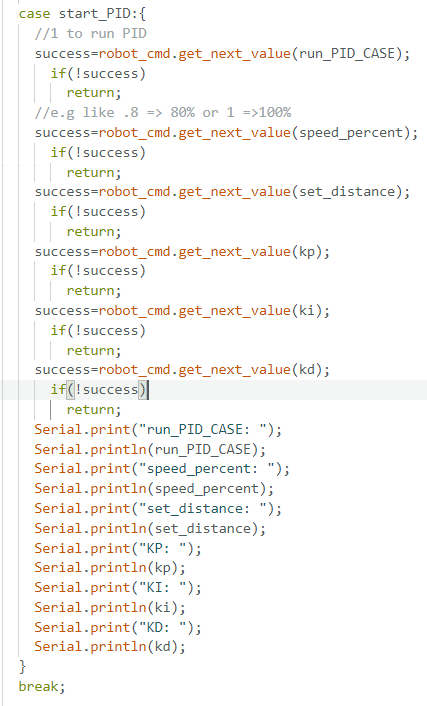 case start_PID:{
//1 to run PID
success=robot_cmd.get_next_value(run_PID_CASE);
if(!success)
return;
//e.g like .8 => 80% or 1 =>100%
success=robot_cmd.get_next_value(speed_percent);
if(!success)
return;
success=robot_cmd.get_next_value(set_distance);
if(!success)
return;
success=robot_cmd.get_next_value(kp);
if(!success)
return;
success=robot_cmd.get_next_value(ki);
if(!success)
return;
success=robot_cmd.get_next_value(kd);
if(!success)
return;
Serial.print("run_PID_CASE: ");
Serial.println(run_PID_CASE);
Serial.print("speed_percent: ");
Serial.println(speed_percent);
Serial.print("set_distance: ");
Serial.println(set_distance);
Serial.print("KP: ");
Serial.println(kp);
Serial.print("KI: ");
Serial.println(ki);
Serial.print("KD: ");
Serial.println(kd);
}
break;